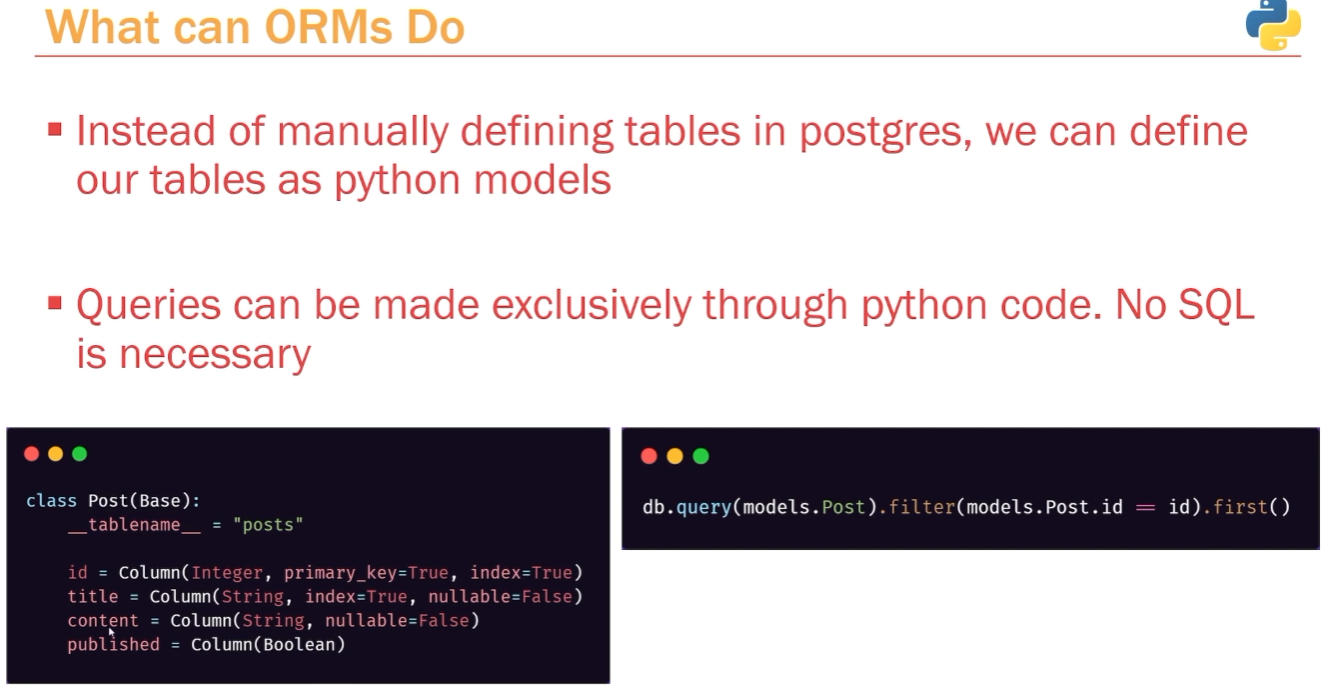 What can ORMs Do
Instead of manually defining tables in postgres, we can define
our tables as python models
Queries can be made exclusively through python code. No SQL
is necessary
class Post(Base):
    __tablename__ = "posts"
    id = Column(Integer, primary_key=True, index=True)
    title = Column(String, index=True, nullable=False)
    content = Column(String, nullable=False)
    published = Column(Boolean)
db.query(models.Post).filter(models.Post.id == id).first()